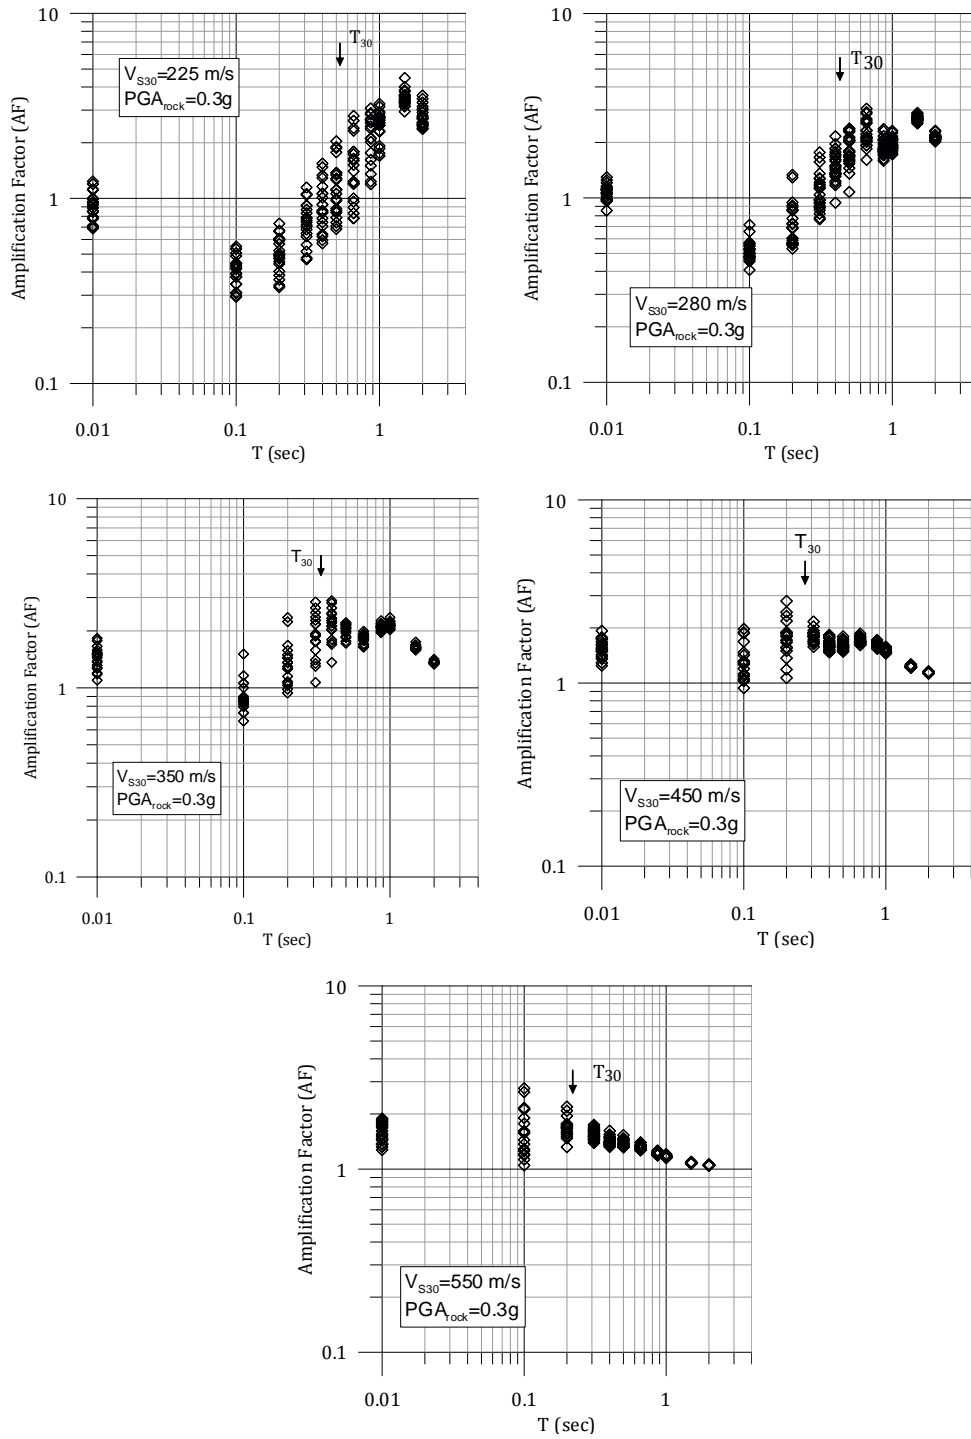 10
T30
VS30=225 m/s
PGArock=0.3g
Amplification Factor (AF)
1
0.1
0.01
0.1
1
T (sec)
10
T30
Amplification Factor (AF)
1
VS30=280 m/s
PGArock=0.3g
0.1
0.01
0.1
1
T (sec)
10
T30
Amplification Factor (AF)
1
VS30=350 m/s
PGArock=0.3g
0.1
0.01
0.1
1
T (sec)
10
T30
Amplification Factor (AF)
1
VS30=450 m/s
PGArock=0.3g
0.1
0.01
0.1
1
T (sec)
10
T30
Amplification Factor (AF)
1
VS30=550 m/s
PGArock=0.3g
0.1
0.01
0.1
1
T (sec)